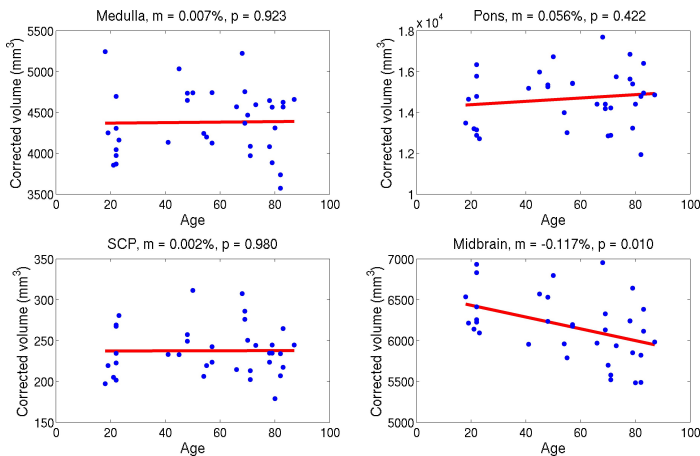 Medulla, m = 0.007%, p = 0.923
Corrected volume (mm³)
5500
5000
4500
4000
3500
0 20 40 60 80 100
Age
Pons, m = 0.056%, p = 0.422
x 10⁴
Corrected volume (mm³)
1.8
1.6
1.4
1.2
1
0 20 40 60 80 100
Age
SCP, m = 0.002%, p = 0.980
Corrected volume (mm³)
350
300
250
200
150
0 20 40 60 80 100
Age
Midbrain, m = -0.117%, p = 0.010
Corrected volume (mm³)
7000
6500
6000
5500
5000
0 20 40 60 80 100
Age